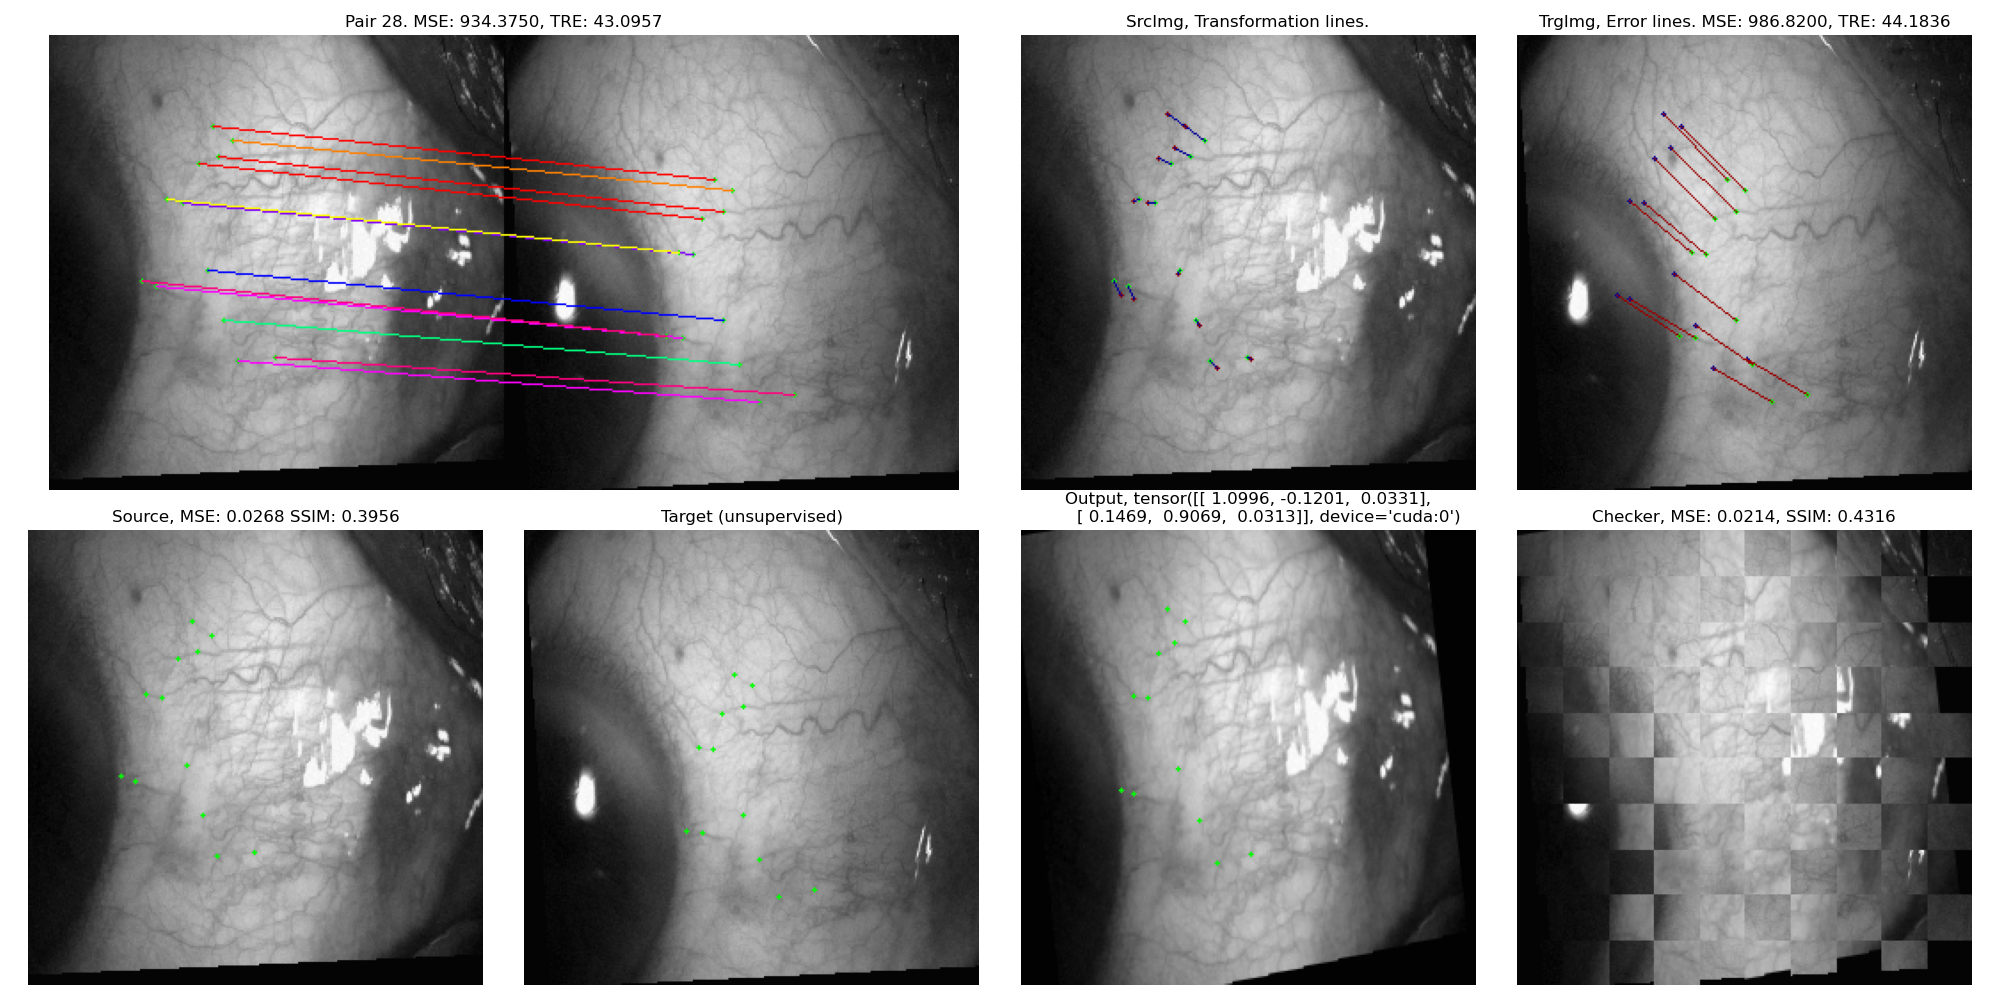 Pair 28. MSE: 934.3750, TRE: 43.0957
SrcImg, Transformation lines.
TrgImg, Error lines. MSE: 986.8200, TRE: 44.1836
Source, MSE: 0.0268 SSIM: 0.3956
Target (unsupervised)
Output, tensor([[ 1.0996, -0.1201,  0.0331],
[ 0.1469,  0.9069,  0.0313]], device='cuda:0')
Checker, MSE: 0.0214, SSIM: 0.4316